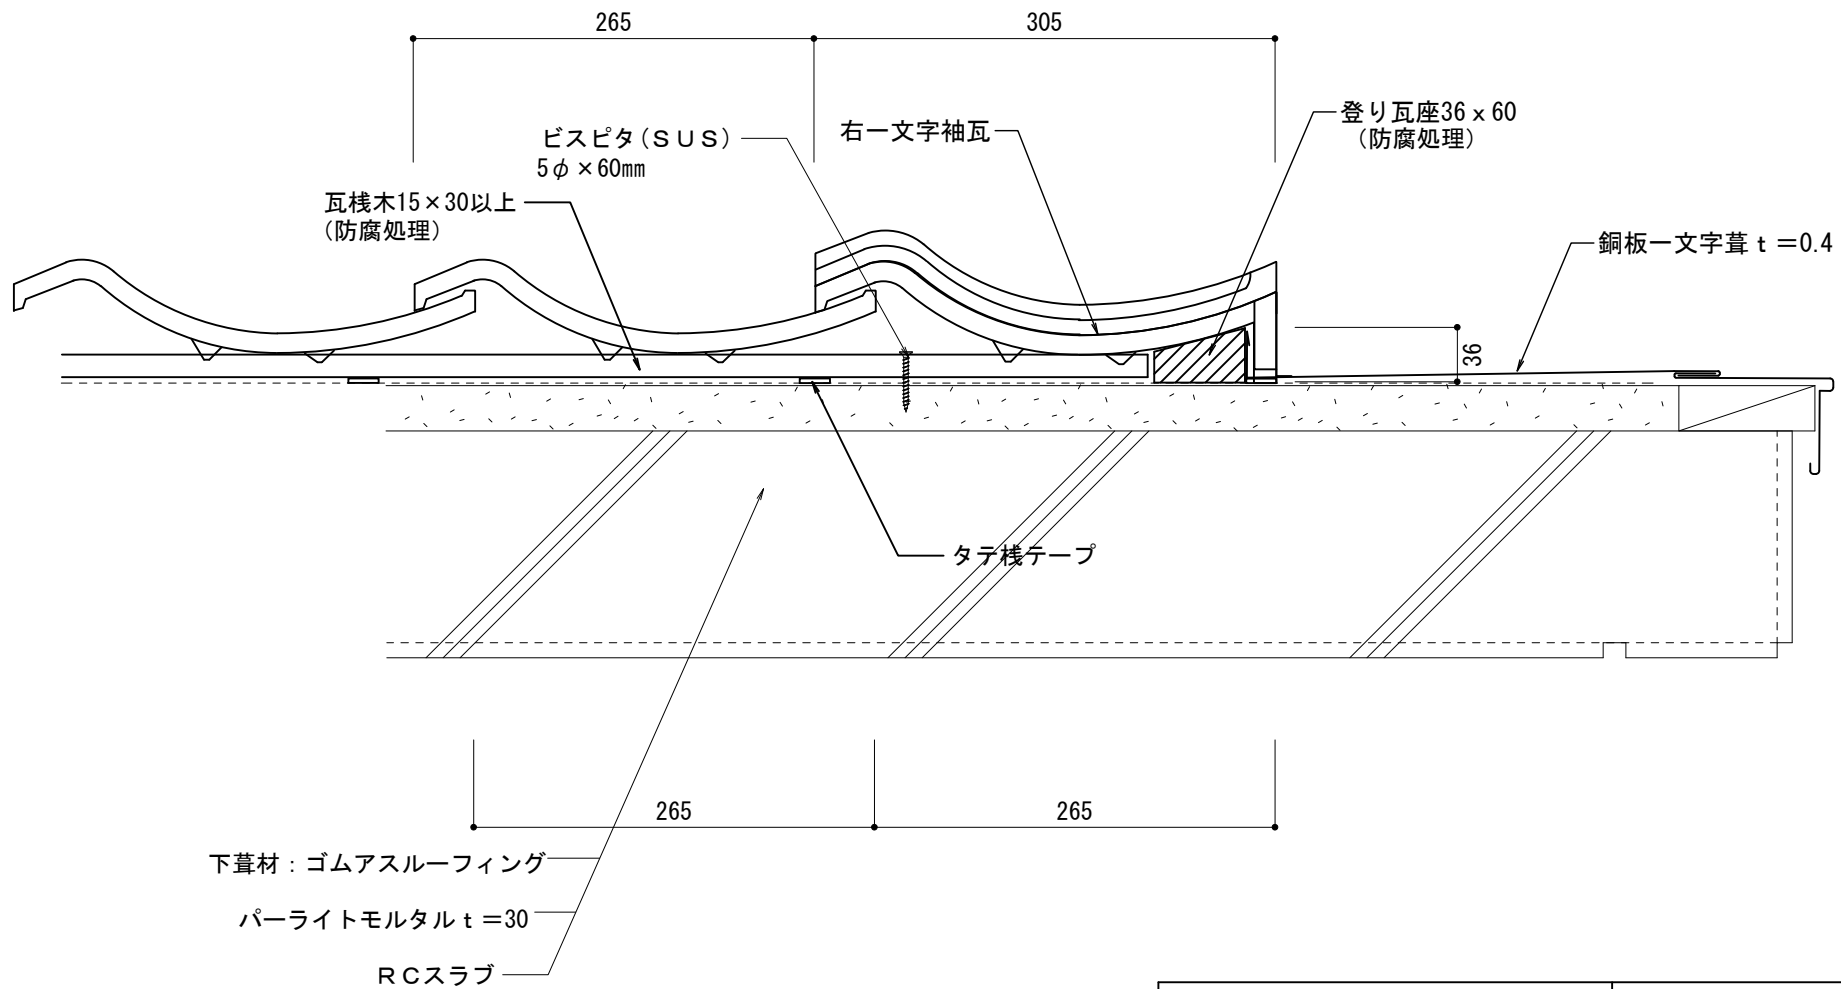 265
305
ビスピタ(ＳＵＳ)
5φ×60㎜
右一文字袖瓦
登り瓦座36ｘ60
(防腐処理)
瓦桟木15×30以上
(防腐処理)
銅板一文字葺ｔ＝0.4
36
タテ桟テープ
265
265
下葺材：ゴムアスルーフィング
パーライトモルタルｔ＝30
ＲＣスラブ